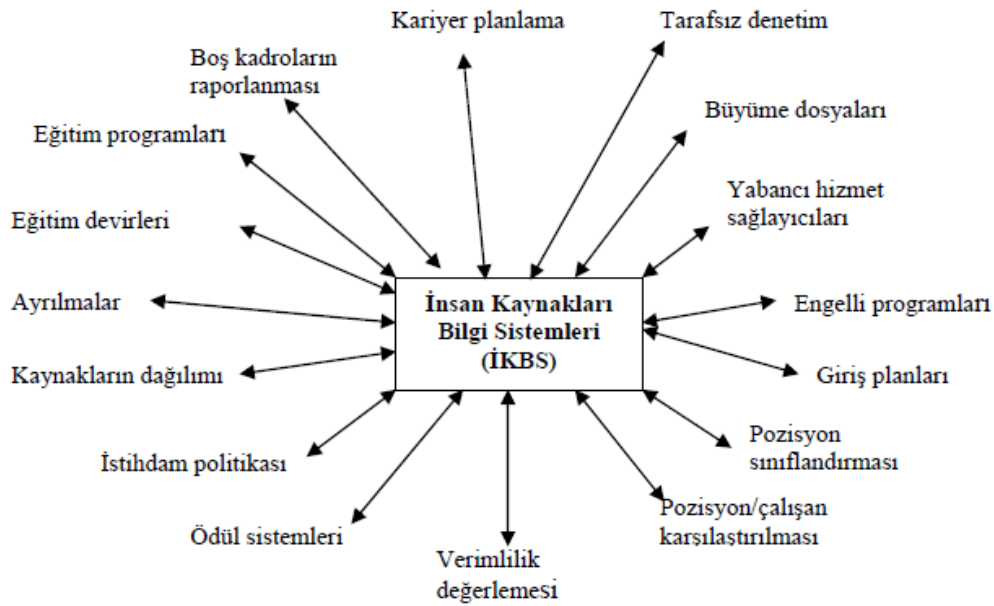 Kariyer planlama
Tarafsız denetim
Boş kadroların
raporlanması
Büyüme dosyaları
Eğitim programları
Yabancı hizmet
sağlayıcıları
Eğitim devirleri
Ayrılmalar
İnsan Kaynakları
Bilgi Sistemleri
(İKBS)
Engelli programları
Kaynakların dağılımı
Giriş planları
İstihdam politikası
Pozisyon
sınıflandırması
Ödül sistemleri
Pozisyon/çalışan
karşılaştırılması
Verimlilik
değerlemesi